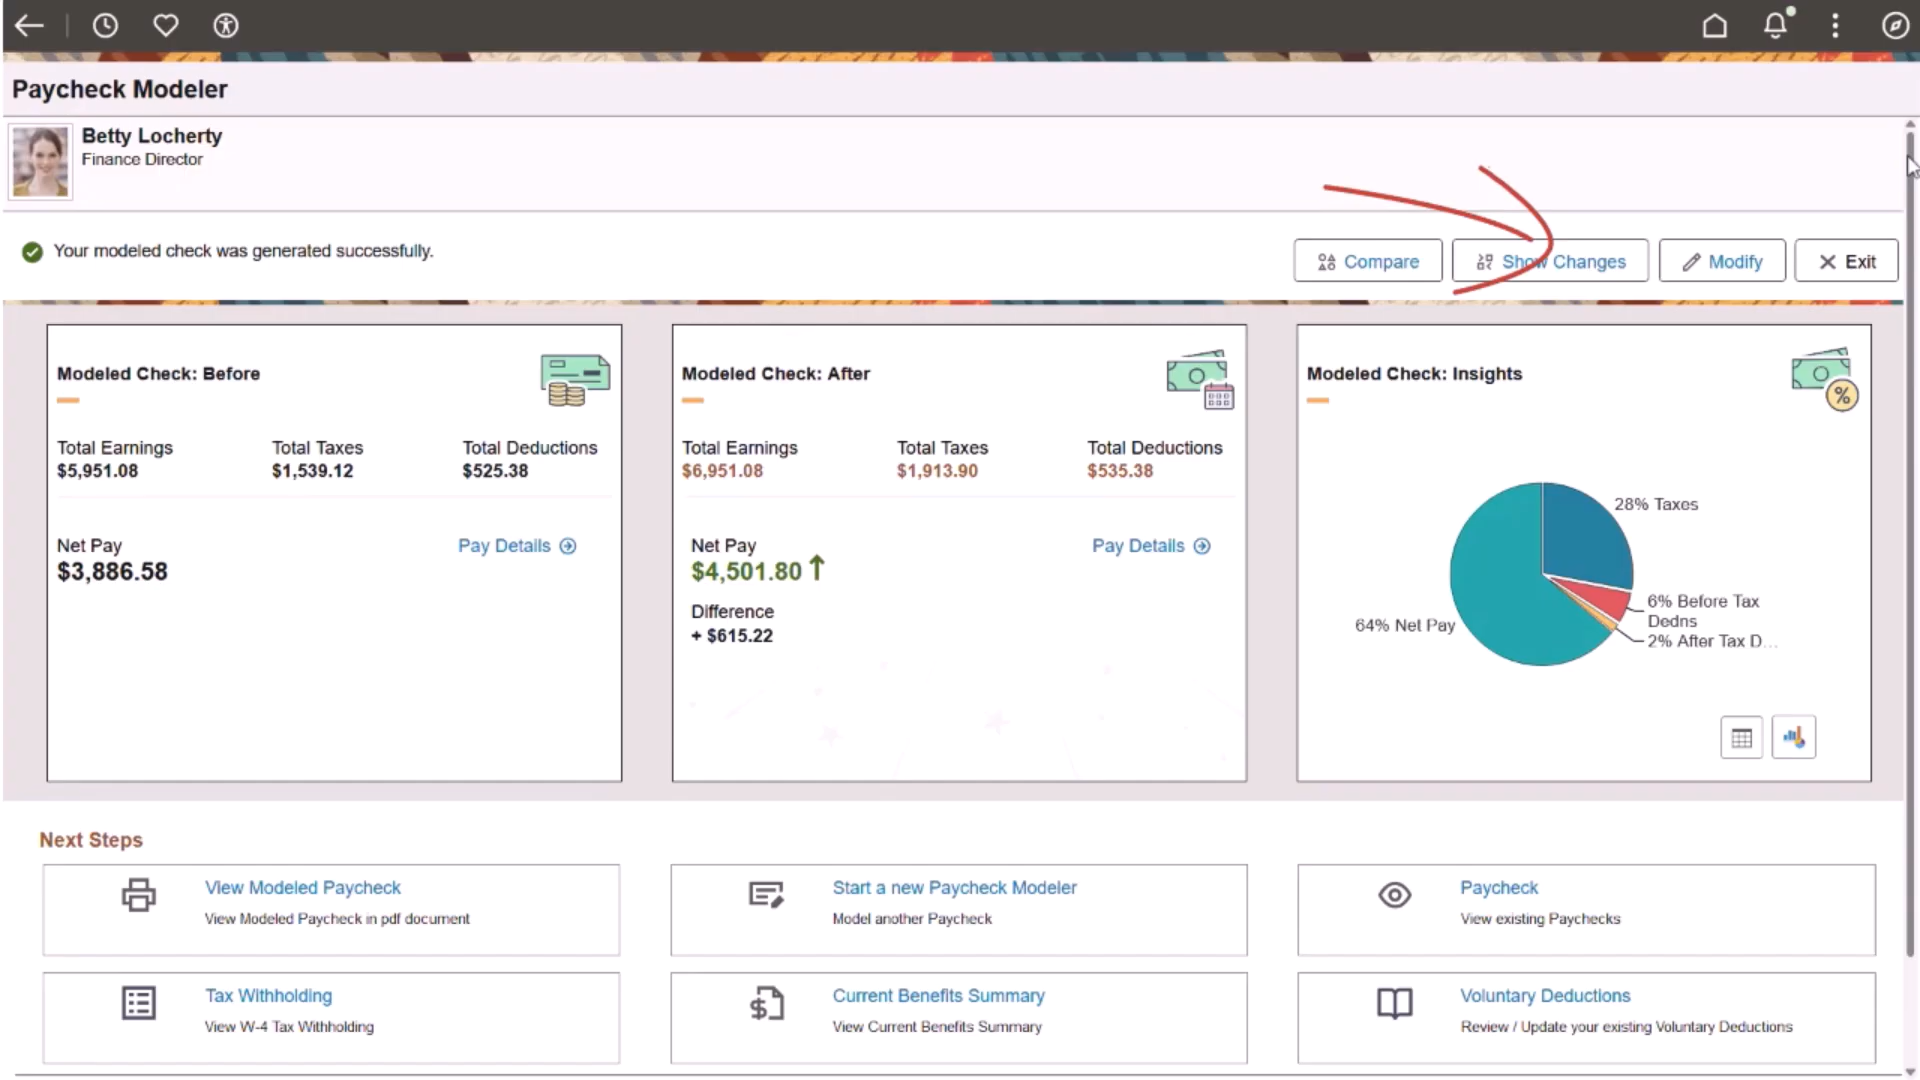 Paycheck Modeler
Betty Locherty
Finance Director
Your modeled check was generated successfully.
Compare
Show Changes
Modify
Exit
Modeled Check: Before
Total Earnings
$5,951.08
Total Taxes
$1,539.12
Total Deductions
$525.38
Net Pay
$3,886.58
Pay Details
Modeled Check: After
Total Earnings
$6,951.08
Total Taxes
$1,913.90
Total Deductions
$535.38
Net Pay
$4,501.80
Pay Details
Difference
+ $615.22
Modeled Check: Insights
28% Taxes
6% Before Tax
Dedns
2% After Tax D...
64% Net Pay
Next Steps
View Modeled Paycheck
View Modeled Paycheck in pdf document
Start a new Paycheck Modeler
Model another Paycheck
Paycheck
View existing Paychecks
Tax Withholding
View W-4 Tax Withholding
Current Benefits Summary
View Current Benefits Summary
Voluntary Deductions
Review / Update your existing Voluntary Deductions